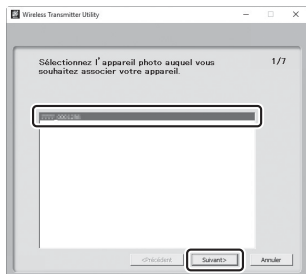 Wireless Transmitter Utility
Sélectionnez l'appareil photo auquel vous
souhaitez associer votre appareil.
1/7
<Précédent
Suivant>
Annuler